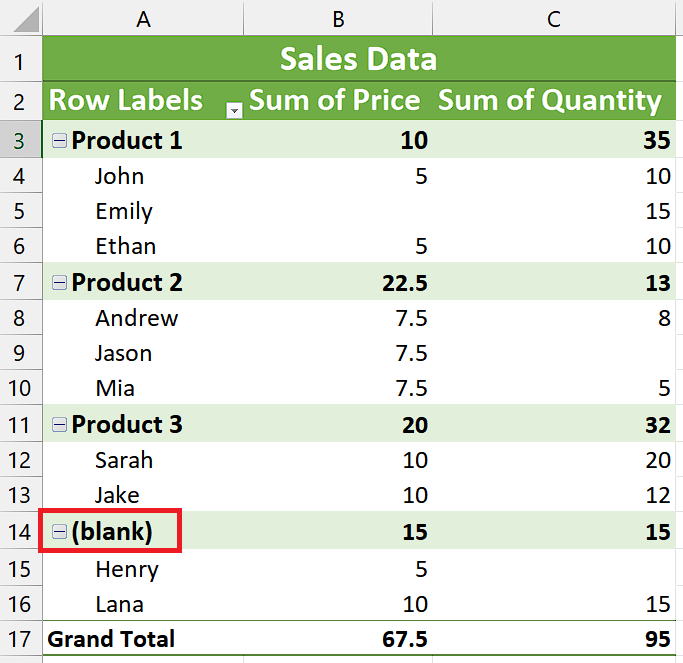 A B C
1 Sales Data
2 Row Labels Sum of Price Sum of Quantity
3 Product 1 10 35
4 John 5 10
5 Emily 15
6 Ethan 5 10
7 Product 2 22.5 13
8 Andrew 7.5 8
9 Jason 7.5
10 Mia 7.5 5
11 Product 3 20 32
12 Sarah 10 20
13 Jake 10 12
14 (blank) 15 15
15 Henry 5
16 Lana 10 15
17 Grand Total 67.5 95